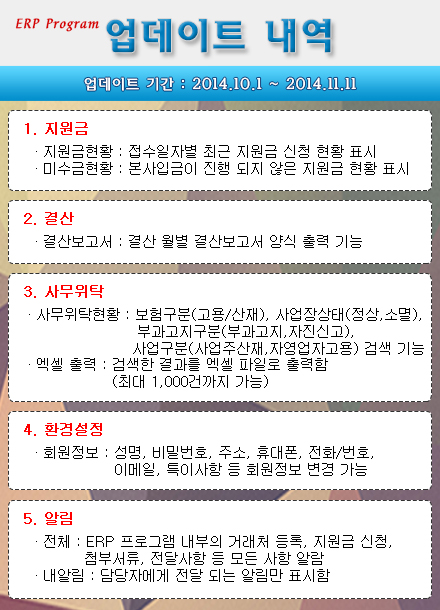 ERP Program 업데이트 내역
업데이트 기간 : 2014.10.1 ~ 2014.11.11
1. 지원금
· 지원금현황 : 접수일자별 최근 지원금 신청 현황 표시
· 미수금현황 : 본사입금이 진행 되지 않은 지원금 현황 표시
2. 결산
· 결산보고서 : 결산 월별 결산보고서 양식 출력 기능
3. 사무위탁
· 사무위탁현황 : 보험구분(고용/산재), 사업장상태(정상,소멸),
부과고지구분(부과고지,자진신고),
사업구분(사업주산재,자영업자고용) 검색 기능
· 엑셀 출력 : 검색한 결과를 엑셀 파일로 출력함
(최대 1,000건까지 가능)
4. 환경설정
· 회원정보 : 성명, 비밀번호, 주소, 휴대폰, 전화/번호,
이메일, 특이사항 등 회원정보 변경 가능
5. 알림
· 전체 : ERP 프로그램 내부의 거래처 등록, 지원금 신청,
첨부서류, 전달사항 등 모든 사항 알람
· 내알림 : 담당자에게 전달 되는 알림만 표시함